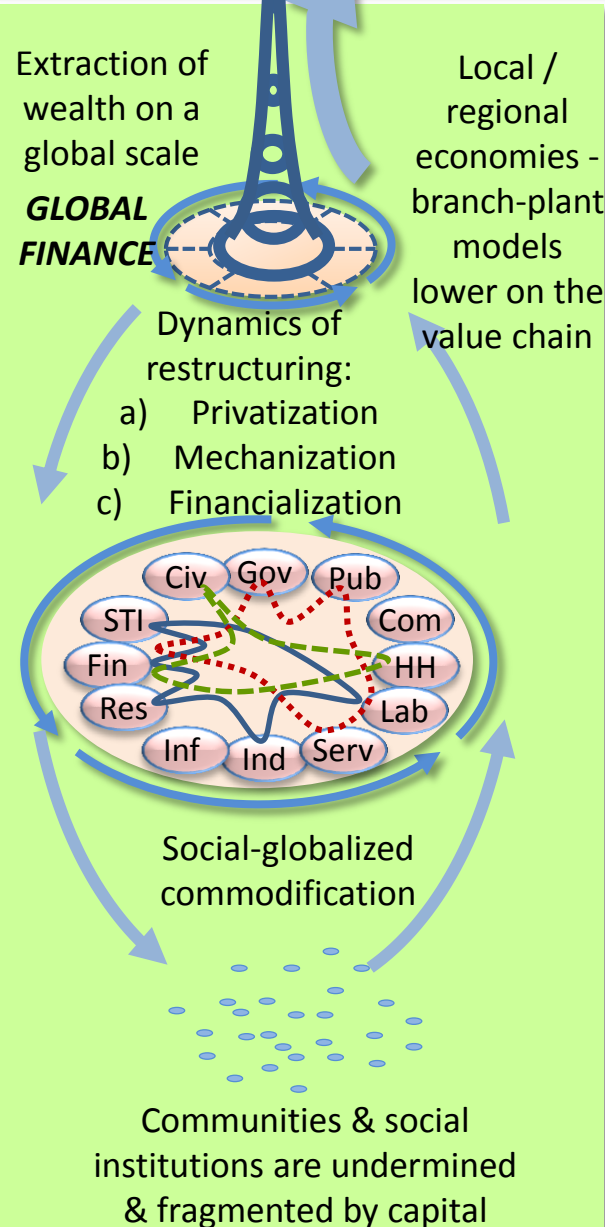 Extraction of
wealth on a
global scale
GLOBAL
FINANCE
Local /
regional
economies -
branch-plant
models
lower on the
value chain
Dynamics of
restructuring:
a) Privatization
b) Mechanization
c) Financialization
Civ
Gov
Pub
STI
Com
Fin
HH
Res
Lab
Inf
Ind
Serv
Social-globalized
commodification
Communities & social
institutions are undermined
& fragmented by capital